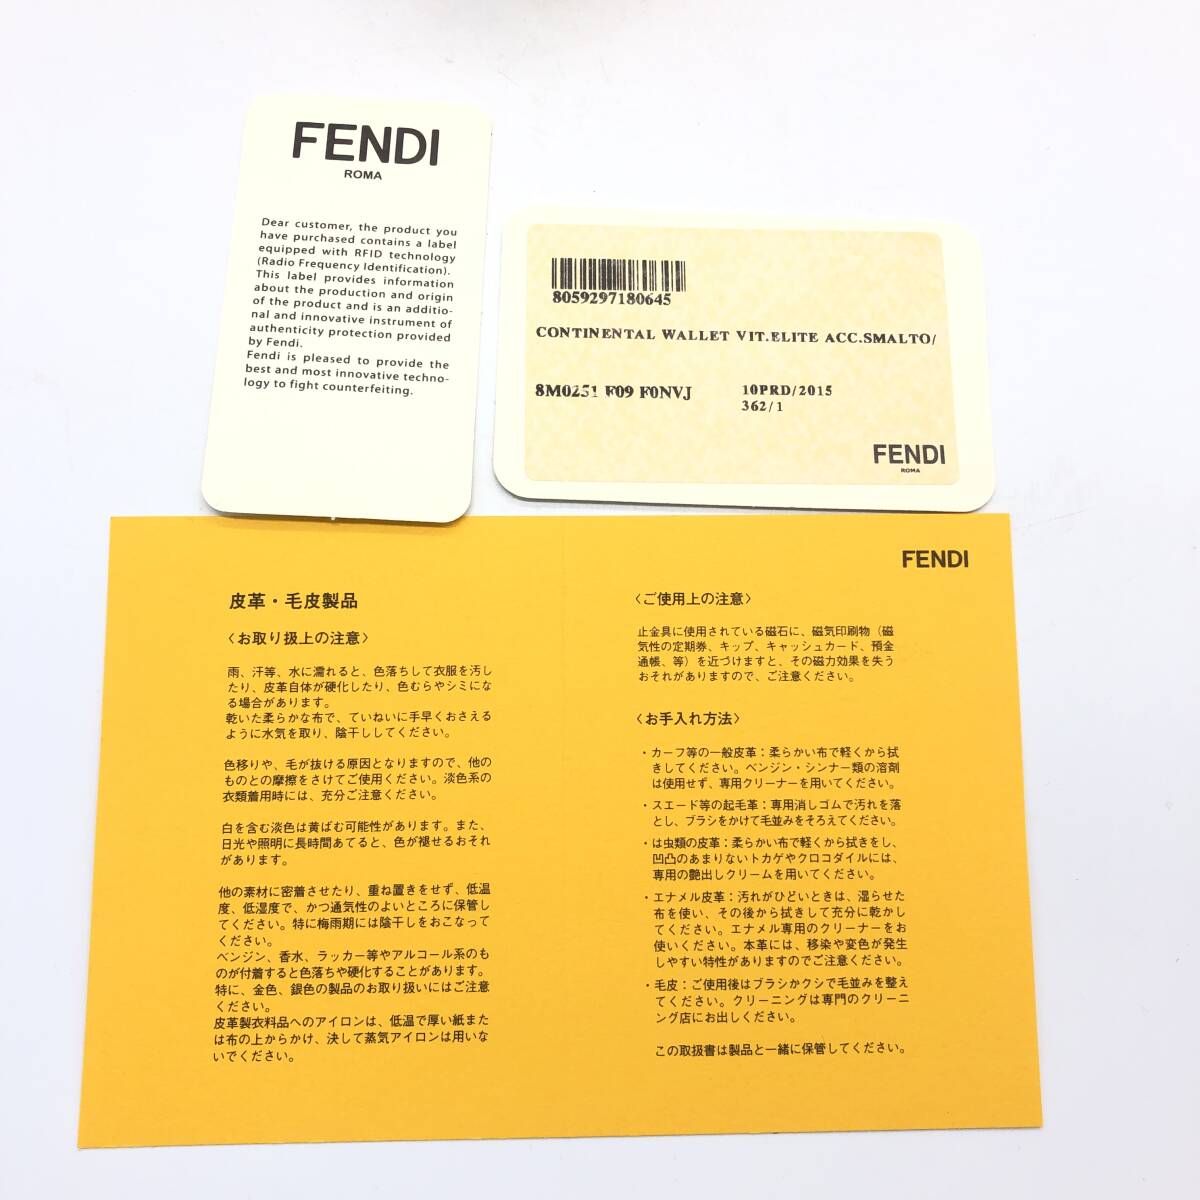 FENDI
ROMA
Dear customer, the product you
have purchased contains a label
equipped with RFID technology
(Radio Frequency Identification).
This label provides information
about the production and origin
of the product and is an additio-
nal and innovative instrument of
authenticity protection provided
by Fendi.
Fendi is pleased to provide the
best and most innovative techno-
logy to fight counterfeiting.
8059297180645
CONTINENTAL WALLET VIT.ELITE ACC.SMALTO/
8M0251 F09 F0NVJ
10PRD/2015
362/1
FENDI
ROMA
皮革・毛皮製品
〈お取り扱上の注意〉
雨、汗等、水に濡れると、色落ちして衣服を汚し
たり、皮革自体が硬化したり、色むらやシミにな
る場合があります。
乾いた柔らかな布で、ていねいに手早くおさえる
ように水気を取り、陰干ししてください。
色移りや、毛が抜ける原因となりますので、他の
ものとの摩擦をさけてご使用ください。淡色系の
衣類着用時には、充分ご注意ください。
白を含む淡色は黄ばむ可能性があります。また、
日光や照明に長時間あてると、色が褪せるおそれ
があります。
他の素材に密着させたり、重ね置きをせず、低温
度、低湿度で、かつ通気性のよいところに保管し
てください。特に梅雨期には陰干しをおこなって
ください。
ベンジン、香水、ラッカー等やアルコール系のも
のが付着すると色落ちや硬化することがあります。
特に、金色、銀色の製品のお取り扱いにはご注意
ください。
皮革製衣料品へのアイロンは、低温で厚い紙また
は布の上からかけ、決して蒸気アイロンは用いな
いでください。
FENDI
〈ご使用上の注意〉
止金具に使用されている磁石に、磁気印刷物（磁
気性の定期券、キップ、キャッシュカード、預金
通帳、等）を近づけますと、その磁力効果を失う
おそれがありますので、ご注意ください。
〈お手入れ方法〉
・カーフ等の一般皮革：柔らかい布で軽くから拭
きしてください。ベンジン・シンナー類の溶剤
は使用せず、専用クリーナーを用いてください。
・スエード等の起毛革：専用消しゴムで汚れを落
とし、ブラシをかけて毛並みをそろえてください。
・は虫類の皮革：柔らかい布で軽くから拭きをし、
凹凸のあまりないトカゲやクロコダイルには、
専用の艶出しクリームを用いてください。
・エナメル皮革：汚れがひどいときは、湿らせた
布を使い、その後から拭きして充分に乾かし
てください。エナメル専用のクリーナーをお
使いください。本革には、移染や変色が発生
しやすい特性がありますのでご注意ください。
・毛皮：ご使用後はブラシかクシで毛並みを整え
てください。クリーニングは専門のクリーニ
ング店にお出しください。
この取扱書は製品と一緒に保管してください。